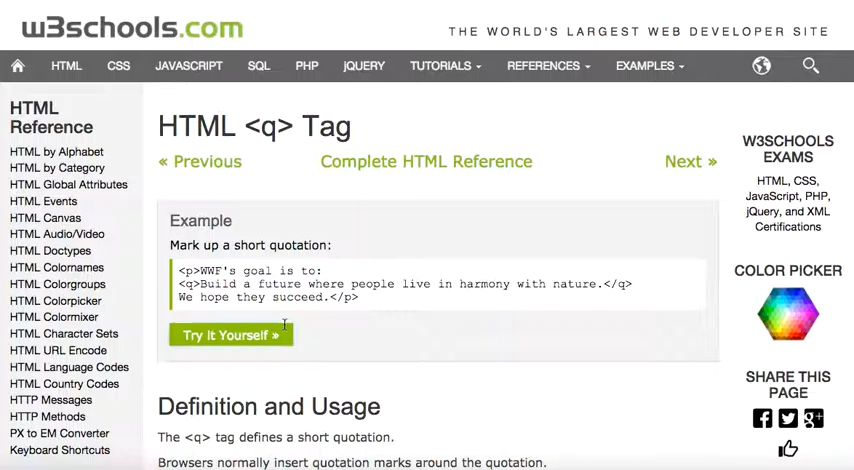 w3schools.com
THE WORLD'S LARGEST WEB DEVELOPER SITE
HTML CSS JAVASCRIPT SQL PHP jQUERY TUTORIALS REFERENCES EXAMPLES
HTML
Reference
HTML by Alphabet
HTML by Category
HTML Global Attributes
HTML Events
HTML Canvas
HTML Audio/Video
HTML Doctypes
HTML Colornames
HTML Colorgroups
HTML Colorpicker
HTML Colormixer
HTML Character Sets
HTML URL Encode
HTML Language Codes
HTML Country Codes
HTTP Messages
HTTP Methods
PX to EM Converter
Keyboard Shortcuts
HTML <q> Tag
« Previous Complete HTML Reference Next »
Example
Mark up a short quotation:
<p>WWF's goal is to:
<q>Build a future where people live in harmony with nature.</q>
We hope they succeed.</p>
Try It Yourself »
Definition and Usage
The <q> tag defines a short quotation.
Browsers normally insert quotation marks around the quotation.
W3SCHOOLS
EXAMS
HTML, CSS,
JavaScript, PHP,
jQuery, and XML
Certifications
COLOR PICKER
SHARE THIS
PAGE